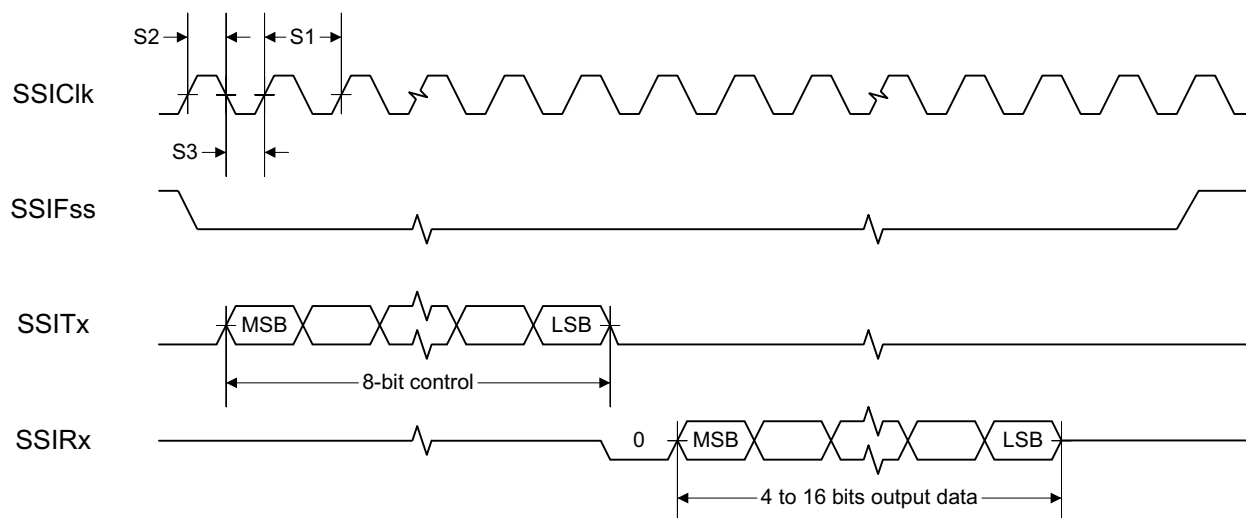 S2
S1
SSIClk
S3
SSIFss
SSITx
MSB
LSB
8-bit control
SSIRx
0
MSB
LSB
4 to 16 bits output data